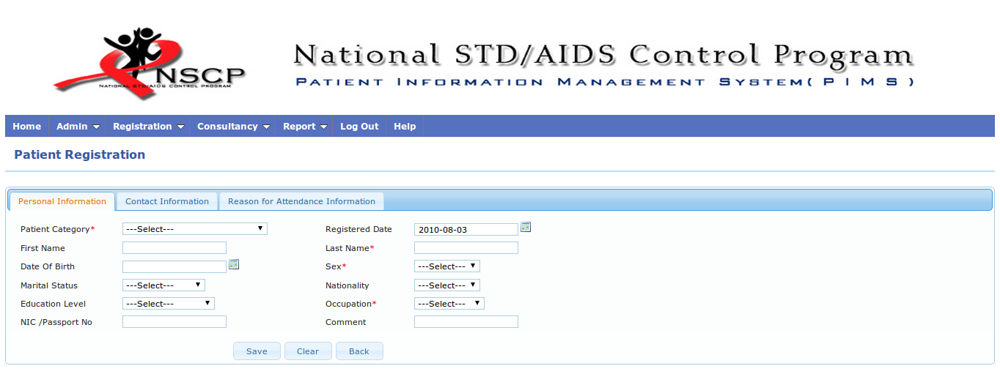 National STD/AIDS Control Program
NSCP
NATIONAL STD/AIDS CONTROL PROGRAM
PATIENT INFORMATION MANAGEMENT SYSTEM( P I M S )
Home Admin Registration Consultancy Report Log Out Help
Patient Registration
Personal Information Contact Information Reason for Attendance Information
Patient Category* ---Select--- Registered Date 2010-08-03
First Name Last Name*
Date Of Birth Sex* ---Select---
Marital Status ---Select--- Nationality ---Select---
Education Level ---Select--- Occupation* ---Select---
NIC /Passport No Comment
Save Clear Back